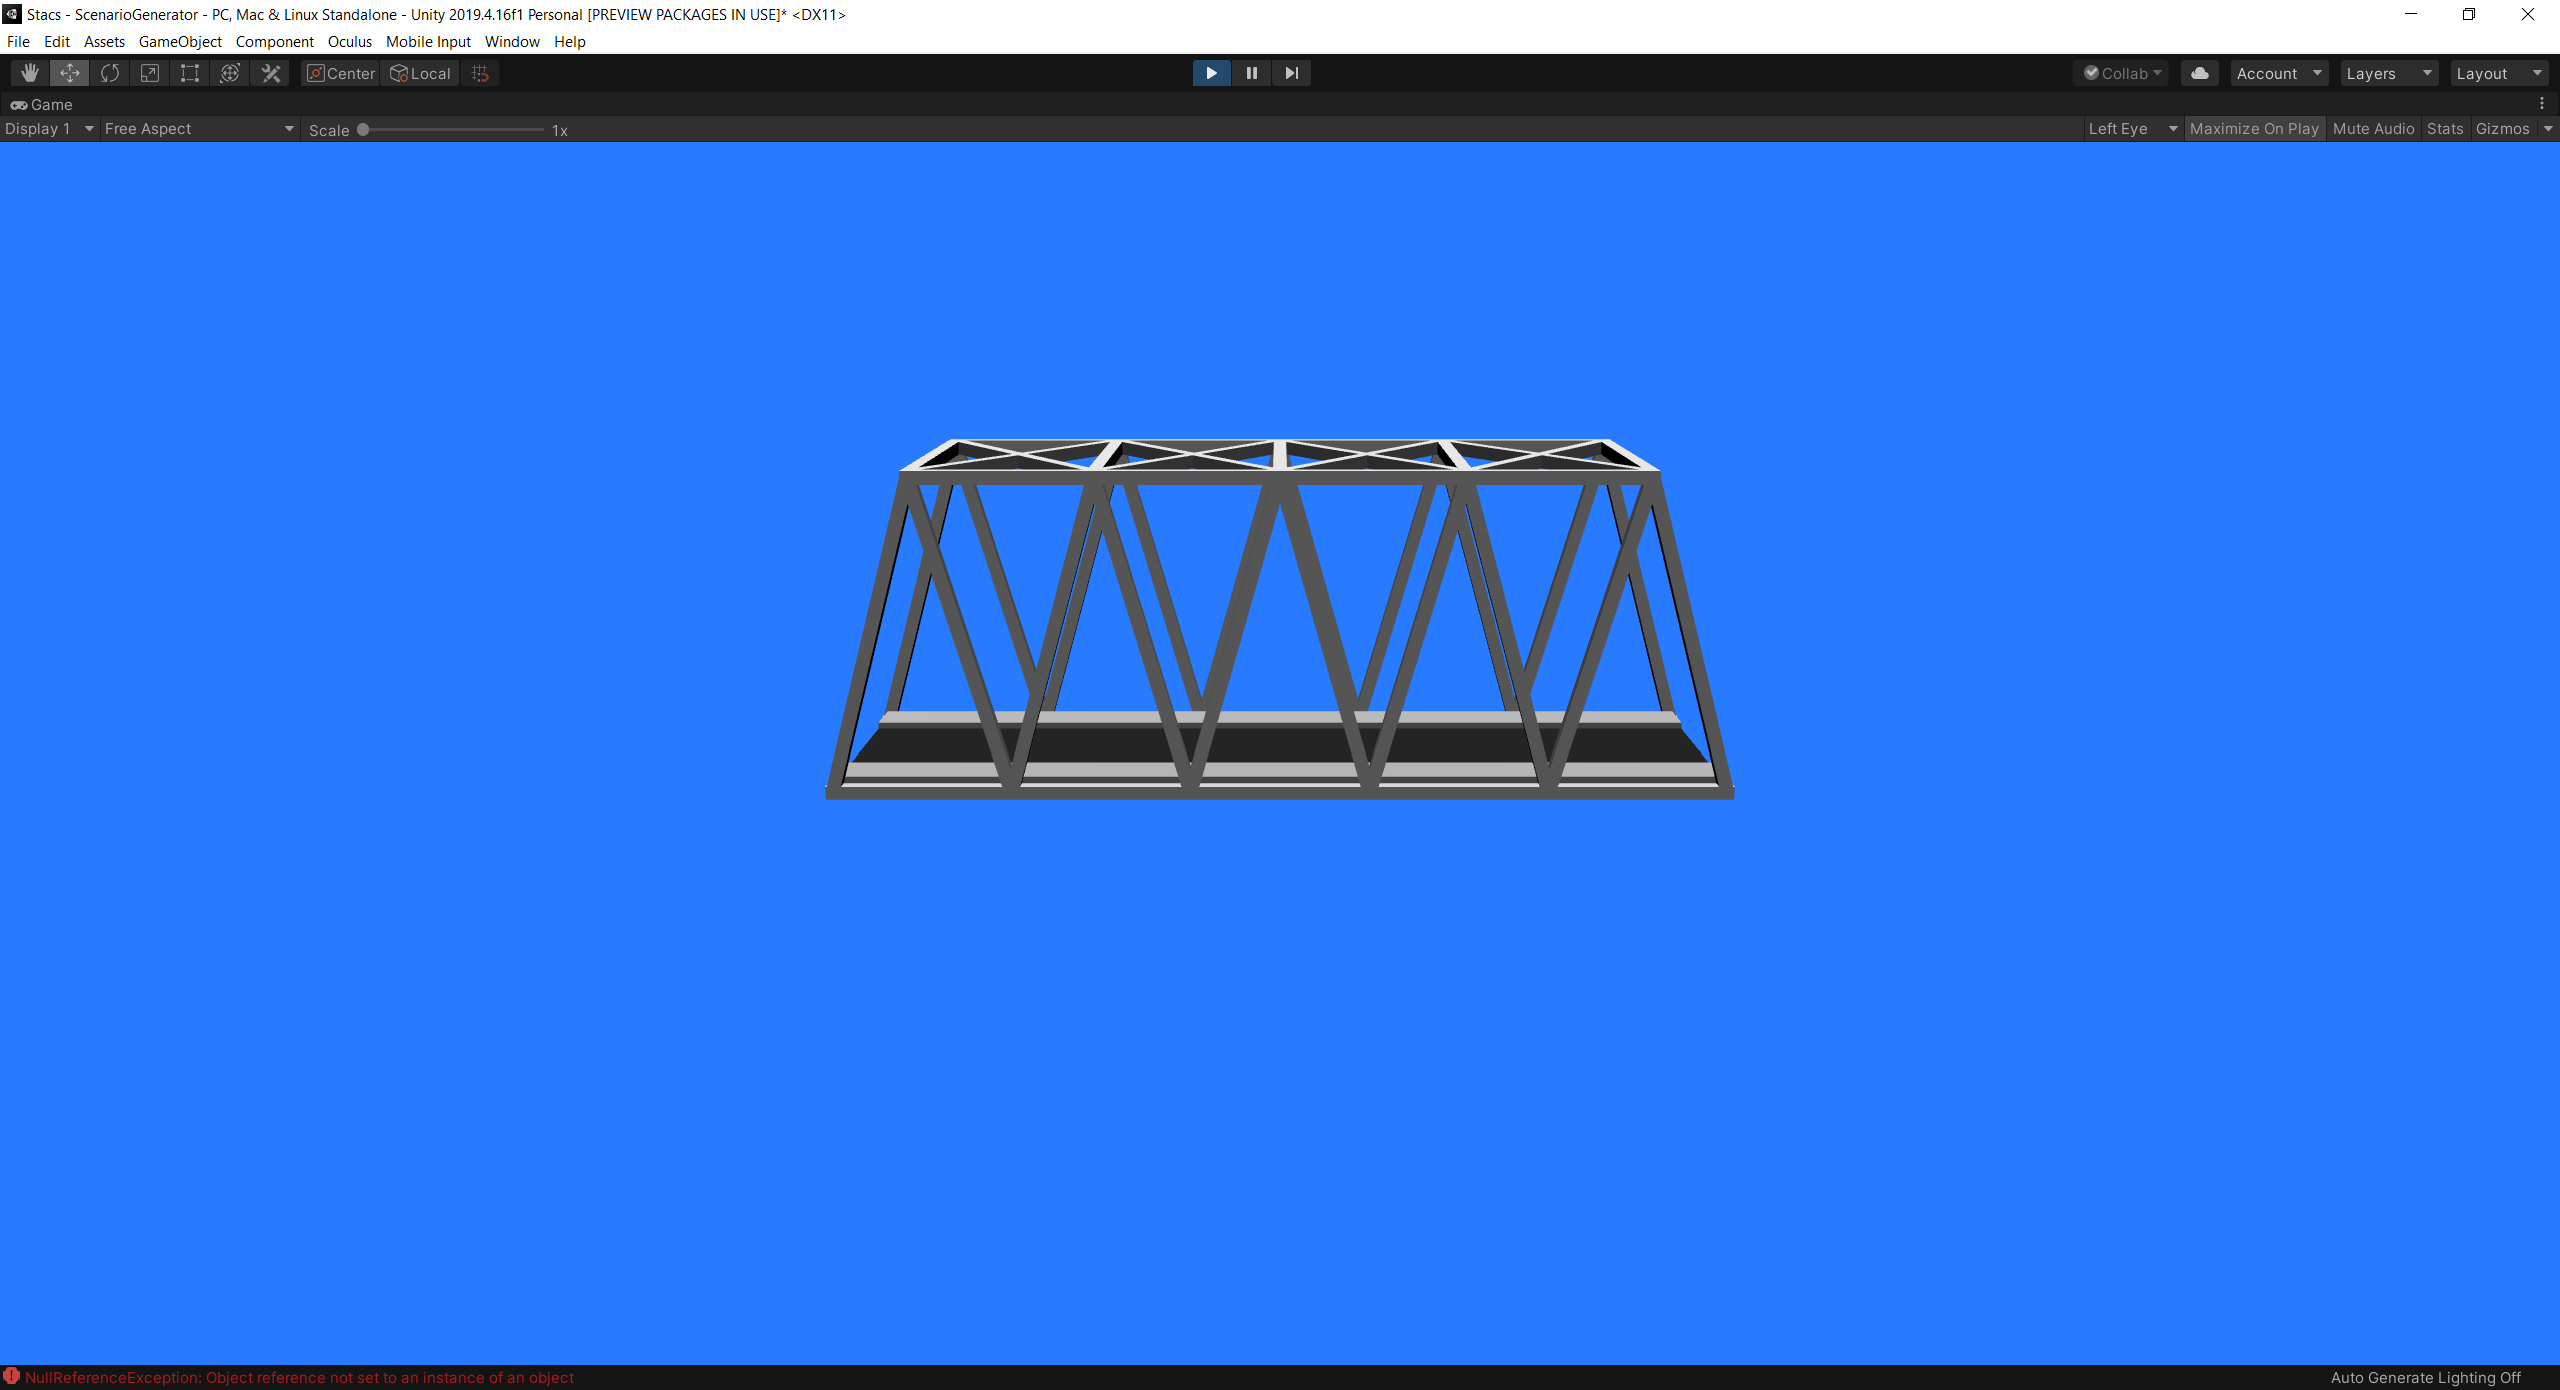 Stacs - ScenarioGenerator - PC, Mac & Linux Standalone - Unity 2019.4.16f1 Personal [PREVIEW PACKAGES IN USE]* <DX11>
File Edit Assets GameObject Component Oculus Mobile Input Window Help
Center Local Collab Account Layers Layout
Game
Display 1 Free Aspect Scale 1x Left Eye Maximize On Play Mute Audio Stats Gizmos
NullReferenceException: Object reference not set to an instance of an object Auto Generate Lighting Off